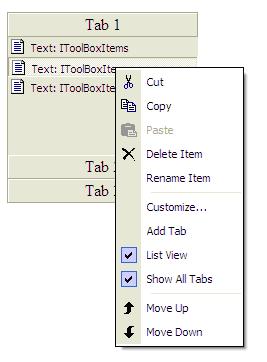 Tab 1
Text: IToolBoxItems
Text: IToolBoxIte
Text: IToolBoxIte
Tab
Tab
Cut
Copy
Paste
Delete Item
Rename Item
Customize...
Add Tab
List View
Show All Tabs
Move Up
Move Down